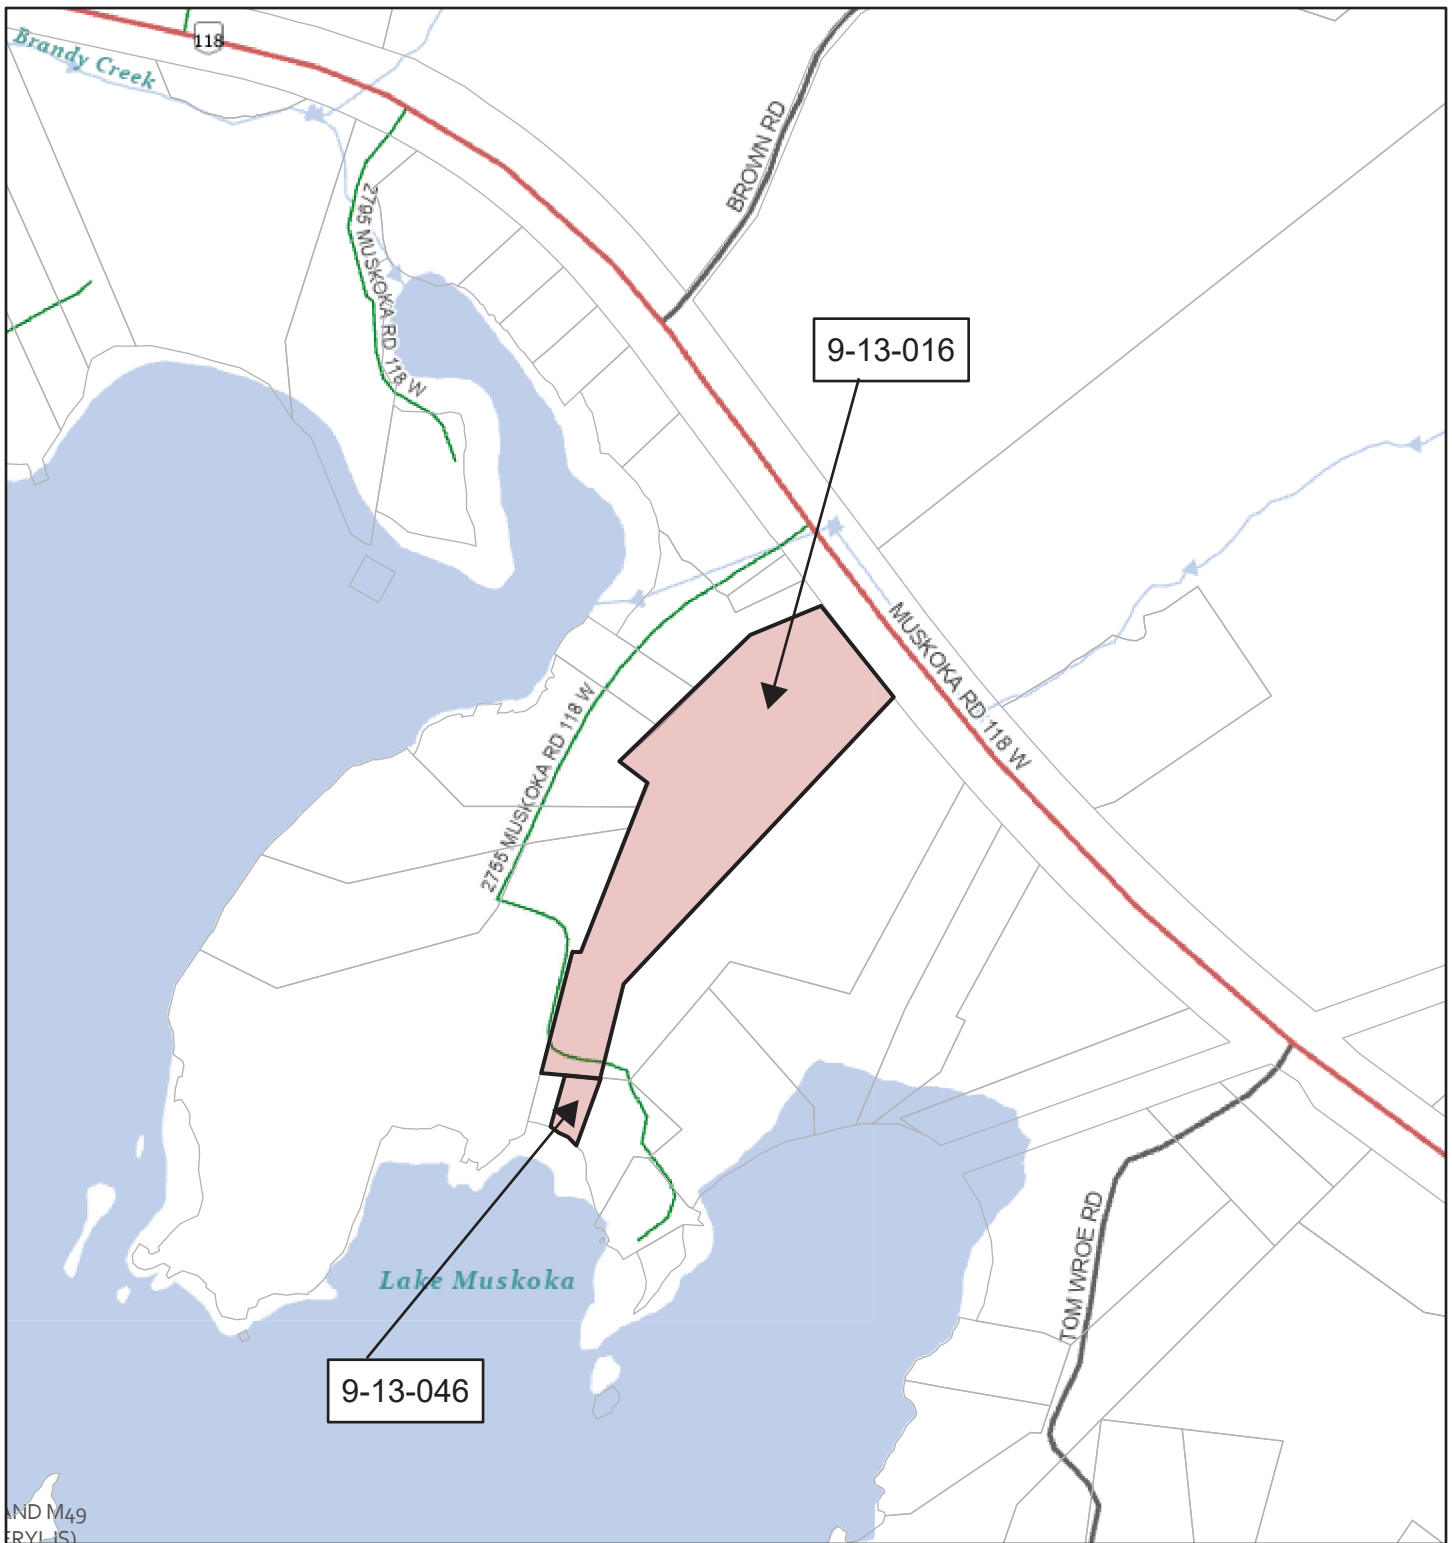 118
Brandy Creek
BROWN RD
2795 MUSKOKA RD 118 W
9-13-016
MUSKOKA RD 118 W
2755 MUSKOKA RD 118 W
TOM WROE RD
Lake Muskoka
9-13-046
AND M49
ERYLIS)